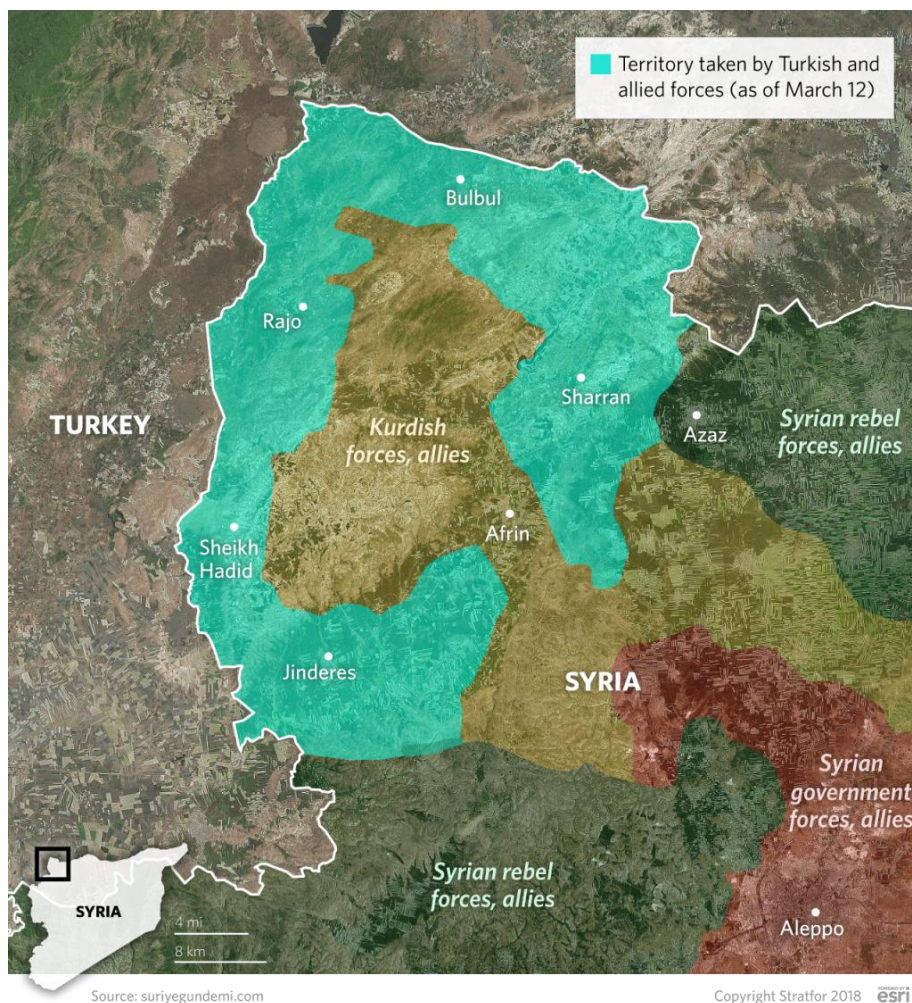 Territory taken by Turkish and
allied forces (as of March 12)
Bulbul
Rajo
Sharran
TURKEY
Kurdish
forces, allies
Azaz
Syrian rebel
forces, allies
Afrin
Sheikh
Hadid
Jinderes
SYRIA
Syrian
government
forces, allies
Syrian rebel
forces, allies
SYRIA
4 mi
8 km
Aleppo
Source: suriyegundemi.com
Copyright Stratfor 2018
POWERED BY
esri